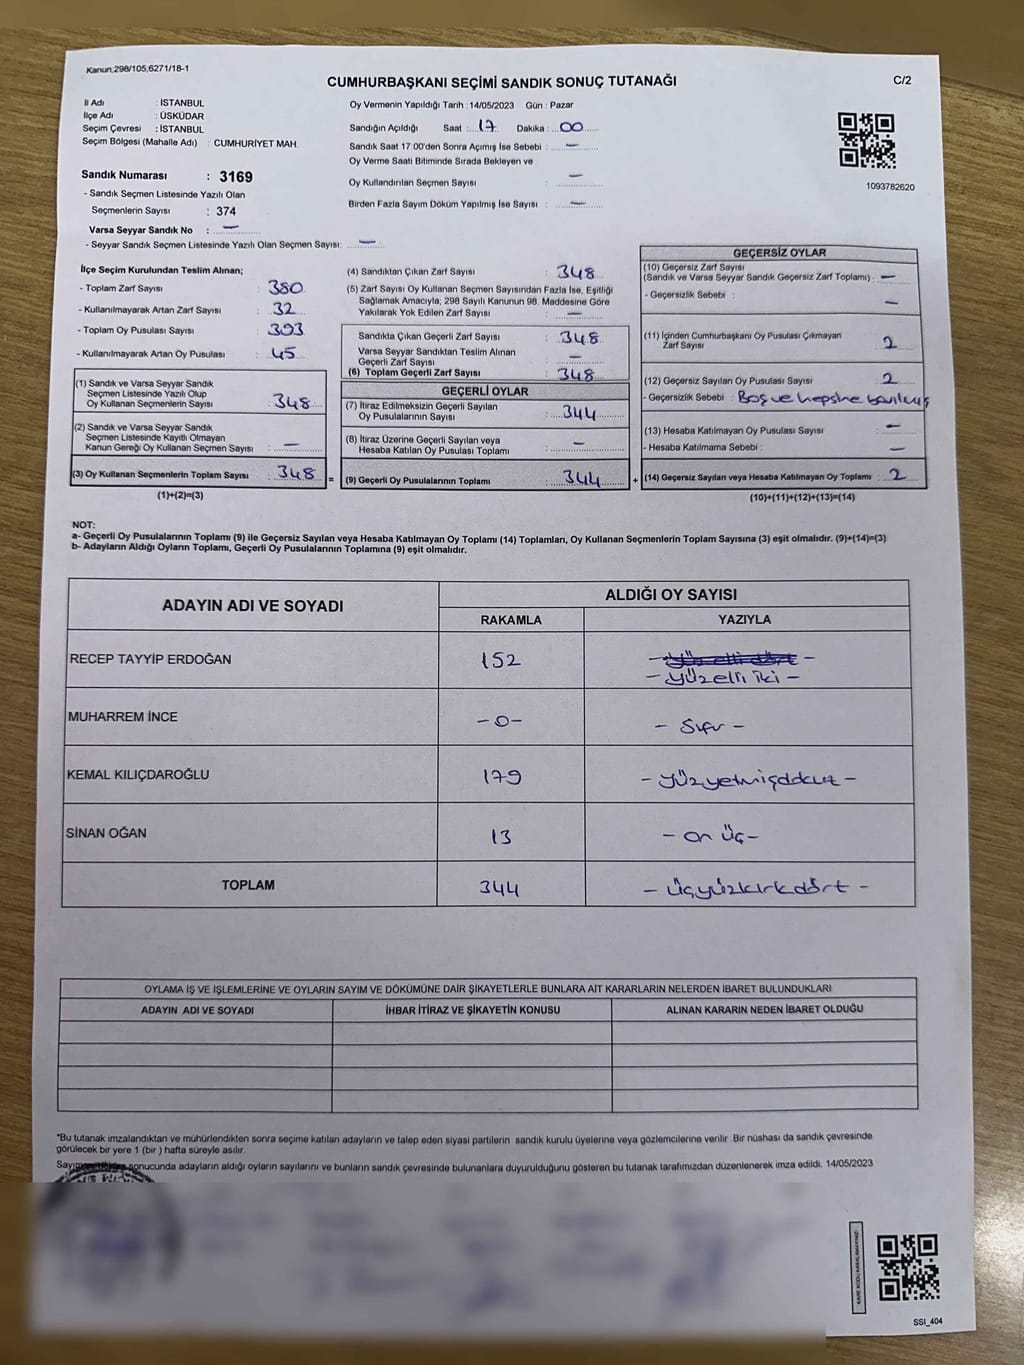 Kanun,298/105,6271/18-1
CUMHURBAŞKANI SEÇİMİ SANDIK SONUÇ TUTANAĞI
C/2
İl Adı : İSTANBUL
İlçe Adı : ÜSKÜDAR
Seçim Çevresi : İSTANBUL
Seçim Bölgesi (Mahalle Adı) : CUMHURİYET MAH.
Sandık Numarası : 3169
- Sandık Seçmen Listesinde Yazılı Olan
Seçmenlerin Sayısı : 374
Varsa Seyyar Sandık No : —
- Seyyar Sandık Seçmen Listesinde Yazılı Olan Seçmen Sayısı: —
Oy Vermenin Yapıldığı Tarih : 14/05/2023 Gün : Pazar
Sandığın Açıldığı Saat : 17 Dakika : 00
Sandık Saat 17.00'den Sonra Açımış İse Sebebi : —
Oy Verme Saati Bitiminde Sırada Bekleyen ve
Oy Kullandırılan Seçmen Sayısı : —
Birden Fazla Sayım Döküm Yapılmış İse Sayısı : —
1093782620
İlçe Seçim Kurulundan Teslim Alınan;
- Toplam Zarf Sayısı : 380
- Kullanılmayarak Artan Zarf Sayısı : 32
- Toplam Oy Pusulası Sayısı : 393
- Kullanılmayarak Artan Oy Pusulası : 45
(1) Sandık ve Varsa Seyyar Sandık
Seçmen Listesinde Yazılı Olup
Oy Kullanan Seçmenlerin Sayısı : 348
(2) Sandık ve Varsa Seyyar Sandık
Seçmen Listesinde Kayıtlı Olmayan
Kanun Gereği Oy Kullanan Seçmen Sayısı : —
(3) Oy Kullanan Seçmenlerin Toplam Sayısı : 348
(1)+(2)=(3)
(4) Sandıktan Çıkan Zarf Sayısı : 348
(5) Zarf Sayısı Oy Kullanan Seçmen Sayısından Fazla İse, Eşitliği
Sağlamak Amacıyla; 298 Sayılı Kanunun 98. Maddesine Göre
Yakılarak Yok Edilen Zarf Sayısı : —
Sandıkta Çıkan Geçerli Zarf Sayısı : 348
Varsa Seyyar Sandıktan Teslim Alınan
Geçerli Zarf Sayısı : —
(6) Toplam Geçerli Zarf Sayısı : 348
GEÇERLİ OYLAR
(7) İtiraz Edilmeksizin Geçerli Sayılan
Oy Pusulalarının Sayısı : 344
(8) İtiraz Üzerine Geçerli Sayılan veya
Hesaba Katılan Oy Pusulaları Toplamı : —
= (9) Geçerli Oy Pusulalarının Toplamı : 344
GEÇERSİZ OYLAR
(10) Geçersiz Zarf Sayısı
(Sandık ve Varsa Seyyar Sandık Geçersiz Zarf Toplamı) : —
- Geçersizlik Sebebi : —
(11) İçinden Cumhurbaşkanı Oy Pusulası Çıkmayan
Zarf Sayısı : 2
(12) Geçersiz Sayılan Oy Pusulası Sayısı : 2
- Geçersizlik Sebebi : Boş ve hepsine basılmış
(13) Hesaba Katılmayan Oy Pusulası Sayısı : —
- Hesaba Katılmama Sebebi : —
+ (14) Geçersiz Sayılan veya Hesaba Katılmayan Oy Toplamı : 2
(10)+(11)+(12)+(13)=(14)
NOT:
a- Geçerli Oy Pusulalarının Toplamı (9) ile Geçersiz Sayılan veya Hesaba Katılmayan Oy Toplamı (14) Toplamları, Oy Kullanan Seçmenlerin Toplam Sayısına (3) eşit olmalıdır. (9)+(14)=(3)
b- Adayların Aldığı Oyların Toplamı, Geçerli Oy Pusulalarının Toplamına (9) eşit olmalıdır.
ADAYIN ADI VE SOYADI
ALDIĞI OY SAYISI
RAKAMLA YAZIYLA
RECEP TAYYİP ERDOĞAN 152 - yüzelli dört -
- yüzelli iki -
MUHARREM İNCE -0- - Sıfır -
KEMAL KILIÇDAROĞLU 179 - yüzyetmişdokuz -
SİNAN OĞAN 13 - on üç -
TOPLAM 344 - üçyüzkırkdört -
OYLAMA İŞ VE İŞLEMLERİNE VE OYLARIN SAYIM VE DÖKÜMÜNE DAİR ŞİKAYETLERLE BUNLARA AİT KARARLARIN NELERDEN İBARET BULUNDUKLARI
ADAYIN ADI VE SOYADI İHBAR İTİRAZ VE ŞİKAYETİN KONUSU ALINAN KARARIN NEDEN İBARET OLDUĞU
*Bu tutanak imzalandıktan ve mühürlendikten sonra seçime katılan adayların ve talep eden siyasi partilerin sandık kurulu üyelerine veya gözlemcilerine verilir. Bir nüshası da sandık çevresinde
görülecek bir yere 1 (bir ) hafta süreyle asılır.
sonucunda adayların aldığı oyların sayılarını ve bunların sandık çevresinde bulunanlara duyurulduğunu gösteren bu tutanak tarafımızdan düzenlenerek imza edildi. 14/05/2023
KARE KODU KARALAMAYINIZ!
SSI_404